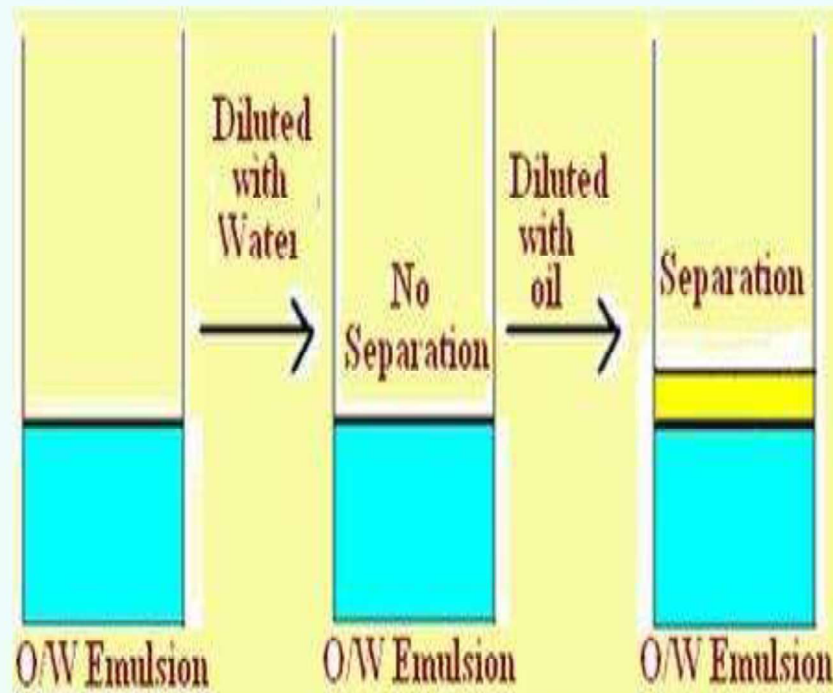 Diluted
with
Water
No
Separation
Diluted
with
oil
Separation
O/W Emulsion
O/W Emulsion
O/W Emulsion